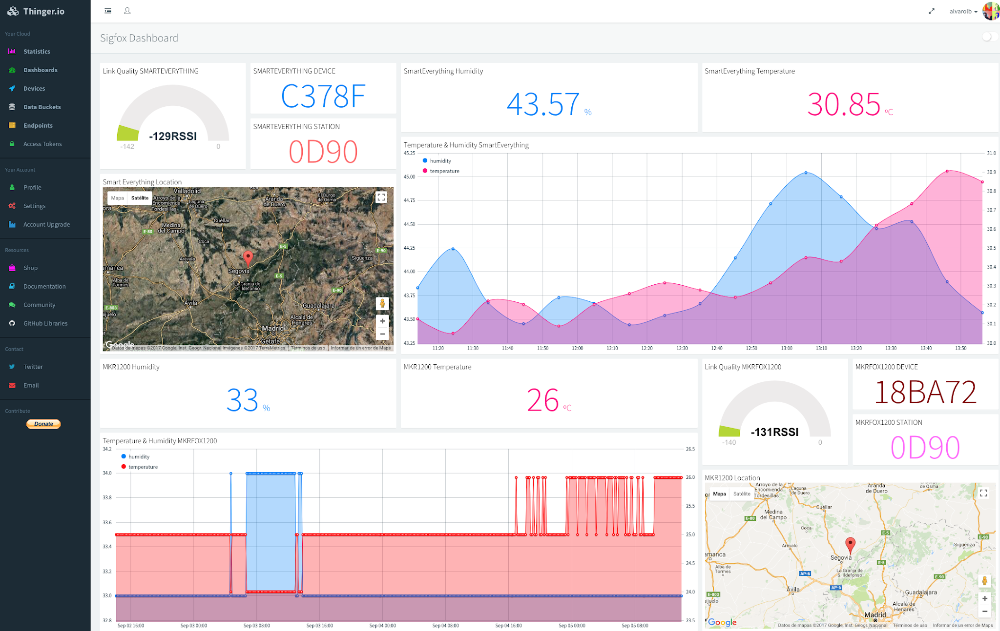 Thinger.io
alvarolb
Your Cloud
Statistics
Dashboards
Devices
Data Buckets
Endpoints
Access Tokens
Your Account
Profile
Settings
Account Upgrade
Resources
Shop
Documentation
Community
GitHub Libraries
Contact
Twitter
Email
Contribute
Donate
Sigfox Dashboard
Link Quality SMARTEVERYTHING
-129RSSI
-142 0
SMARTEVERYTHING DEVICE
C378F
SMARTEVERYTHING STATION
0D90
SmartEverything Humidity
43.57 %
SmartEverything Temperature
30.85 ºC
Smart Everything Location
Mapa Satélite
Valladolid
Roa
Arroyo de la
Encomienda
Tordesillas
Laguna
de Duero
Aranda
de Duero
El Burgo
de Osma
ora
Cuéllar
Medina
del Campo
E-80
Coca
E-5
E-90
Arévalo
Sigüenza
amanca
Segovia
Alba de
Tormes
La Granja de
S. Ildefonso
E-5
E-90
Ávila
E-803
ijuelo
Guadalajara
Alcalá de
Henares
Madrid
Getafe
Google
Datos de mapas ©2017 Google, Inst. Geogr. Nacional Imágenes ©2017 TerraMetrics Términos de uso Informar de un error de Maps
Temperature & Humidity SmartEverything
humidity
temperature
45.25
45.00
44.75
44.50
44.25
44.00
43.75
43.50
43.25
31.0
30.9
30.8
30.7
30.6
30.5
30.4
30.3
30.2
30.1
30.0
11:20 11:30 11:40 11:50 12:00 12:10 12:20 12:30 12:40 12:50 13:00 13:10 13:20 13:30 13:40 13:50
MKR1200 Humidity
33 %
MKR1200 Temperature
26 ºC
Link Quality MKRFOX1200
-131RSSI
-140 0
MKRFOX1200 DEVICE
18BA72
MKRFOX1200 STATION
0D90
Temperature & Humidity MKRFOX1200
humidity
temperature
34.2
34.0
33.8
33.6
33.4
33.2
33.0
32.8
26.5
26.0
25.5
25.0
24.5
24.0
23.5
Sep 02 16:00 Sep 03 00:00 Sep 03 08:00 Sep 03 16:00 Sep 04 00:00 Sep 04 08:00 Sep 04 16:00 Sep 05 00:00 Sep 05 08:00
MKR1200 Location
Mapa Satélite
Arroyo de la
Encomienda
Tordesillas
Laguna
de Duero
Aranda
de Duero
de Osma
Cuéllar
Medina
del Campo
E-80
Coca
E-5
E-90
Arévalo
Sigüenza
amanca
Segovia
Alba de
Tormes
E-5
La Granja de
S. Ildefonso
AP-6
E-90
AP-6
Ávila
E-803
ijuelo
Guadalajara
Alcalá de
Henares
Madrid
Google
Datos de mapas ©2017 Google, Inst. Geogr. Nacional Términos de uso Informar de un error de Maps